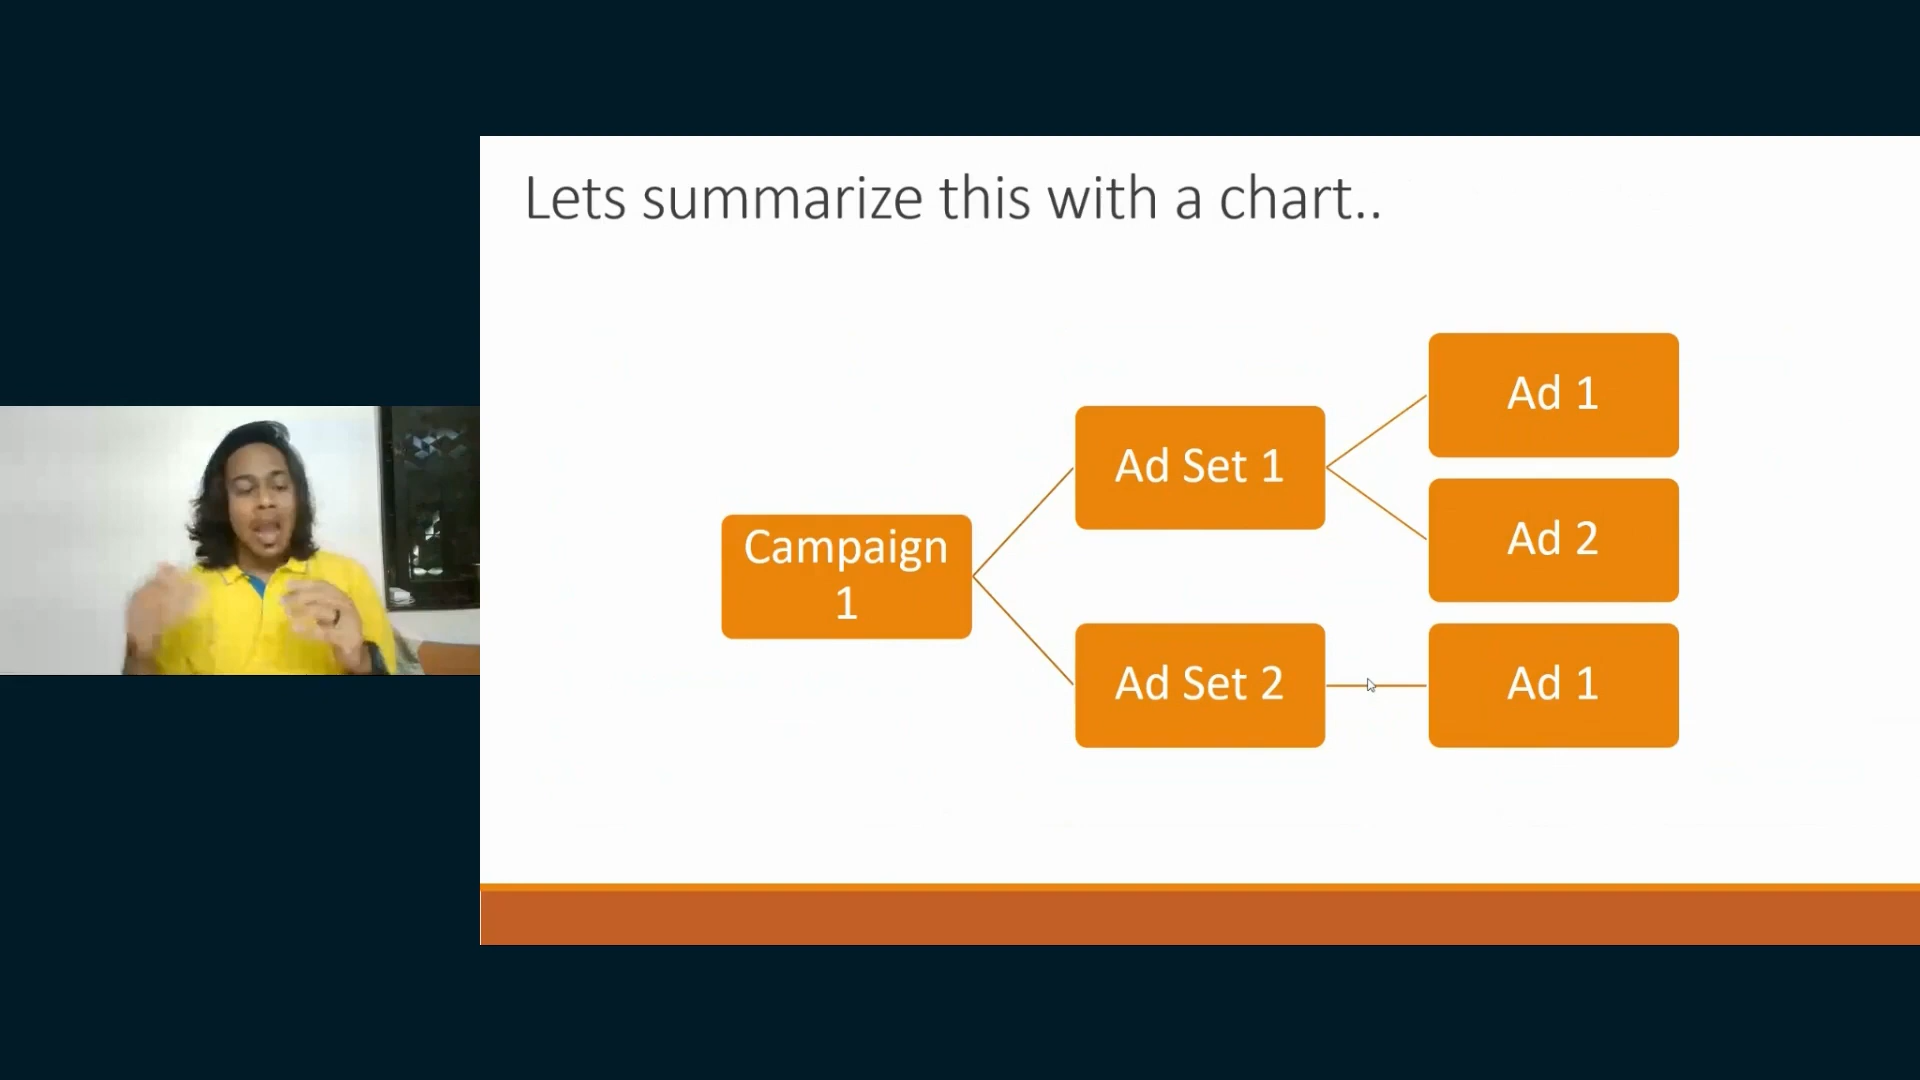 Lets summarize this with a chart..
Campaign
1
Ad Set 1
Ad 1
Ad 2
Ad Set 2
Ad 1